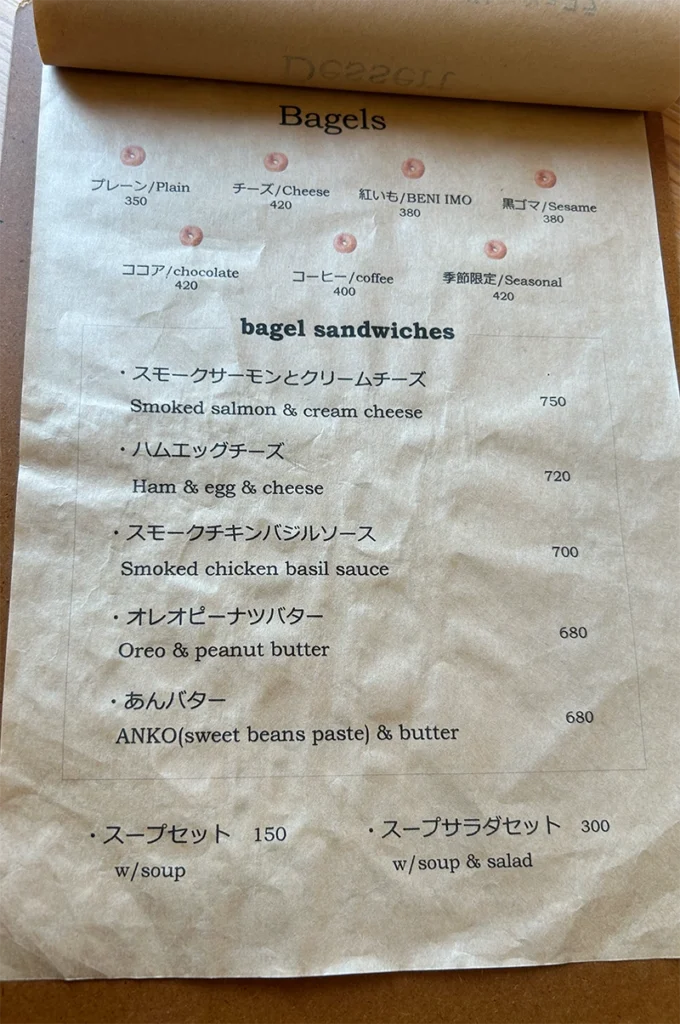 Dessert
Bagels
プレーン/Plain
350
チーズ/Cheese
420
紅いも/BENI IMO
380
黒ゴマ/Sesame
380
ココア/chocolate
420
コーヒー/coffee
400
季節限定/Seasonal
420
bagel sandwiches
・スモークサーモンとクリームチーズ
Smoked salmon & cream cheese 750
・ハムエッグチーズ
Ham & egg & cheese 720
・スモークチキンバジルソース
Smoked chicken basil sauce 700
・オレオピーナツバター
Oreo & peanut butter 680
・あんバター
ANKO(sweet beans paste) & butter 680
・スープセット 150
w/soup
・スープサラダセット 300
w/soup & salad